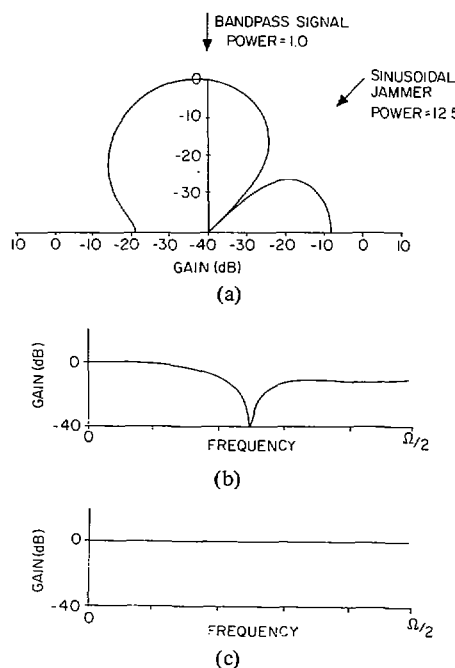 BANDPASS SIGNAL
POWER=1.0
SINUSOIDAL
JAMMER
POWER=12 5
0
-10
-20
-30
10 0 -10 -20 -30 -40 -30 -20 -10 0 10
GAIN (dB)
(a)
GAIN(dB)
0
-40
0 FREQUENCY Ω/2
(b)
GAIN(dB)
0
-40
0 FREQUENCY Ω/2
(c)